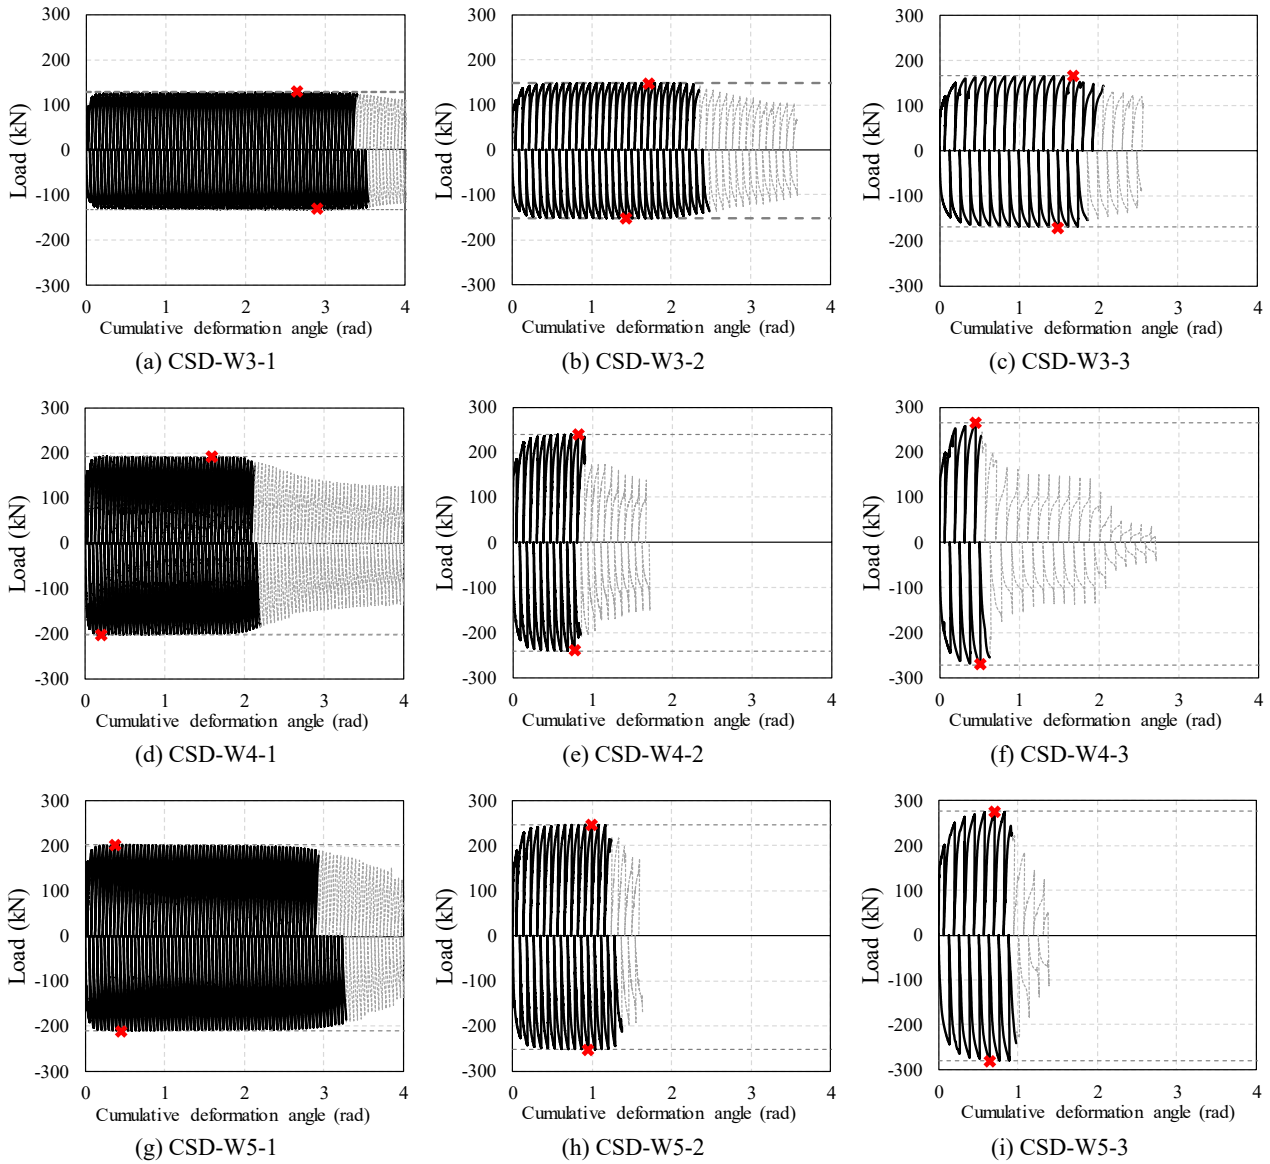 300
200
100
0
-100
-200
-300
Load (kN)
0 1 2 3 4
Cumulative deformation angle (rad)
(a) CSD-W3-1
300
200
100
0
-100
-200
-300
Load (kN)
0 1 2 3 4
Cumulative deformation angle (rad)
(b) CSD-W3-2
300
200
100
0
-100
-200
-300
Load (kN)
0 1 2 3 4
Cumulative deformation angle (rad)
(c) CSD-W3-3
300
200
100
0
-100
-200
-300
Load (kN)
0 1 2 3 4
Cumulative deformation angle (rad)
(d) CSD-W4-1
300
200
100
0
-100
-200
-300
Load (kN)
0 1 2 3 4
Cumulative deformation angle (rad)
(e) CSD-W4-2
300
200
100
0
-100
-200
-300
Load (kN)
0 1 2 3 4
Cumulative deformation angle (rad)
(f) CSD-W4-3
300
200
100
0
-100
-200
-300
Load (kN)
0 1 2 3 4
Cumulative deformation angle (rad)
(g) CSD-W5-1
300
200
100
0
-100
-200
-300
Load (kN)
0 1 2 3 4
Cumulative deformation angle (rad)
(h) CSD-W5-2
300
200
100
0
-100
-200
-300
Load (kN)
0 1 2 3 4
Cumulative deformation angle (rad)
(i) CSD-W5-3